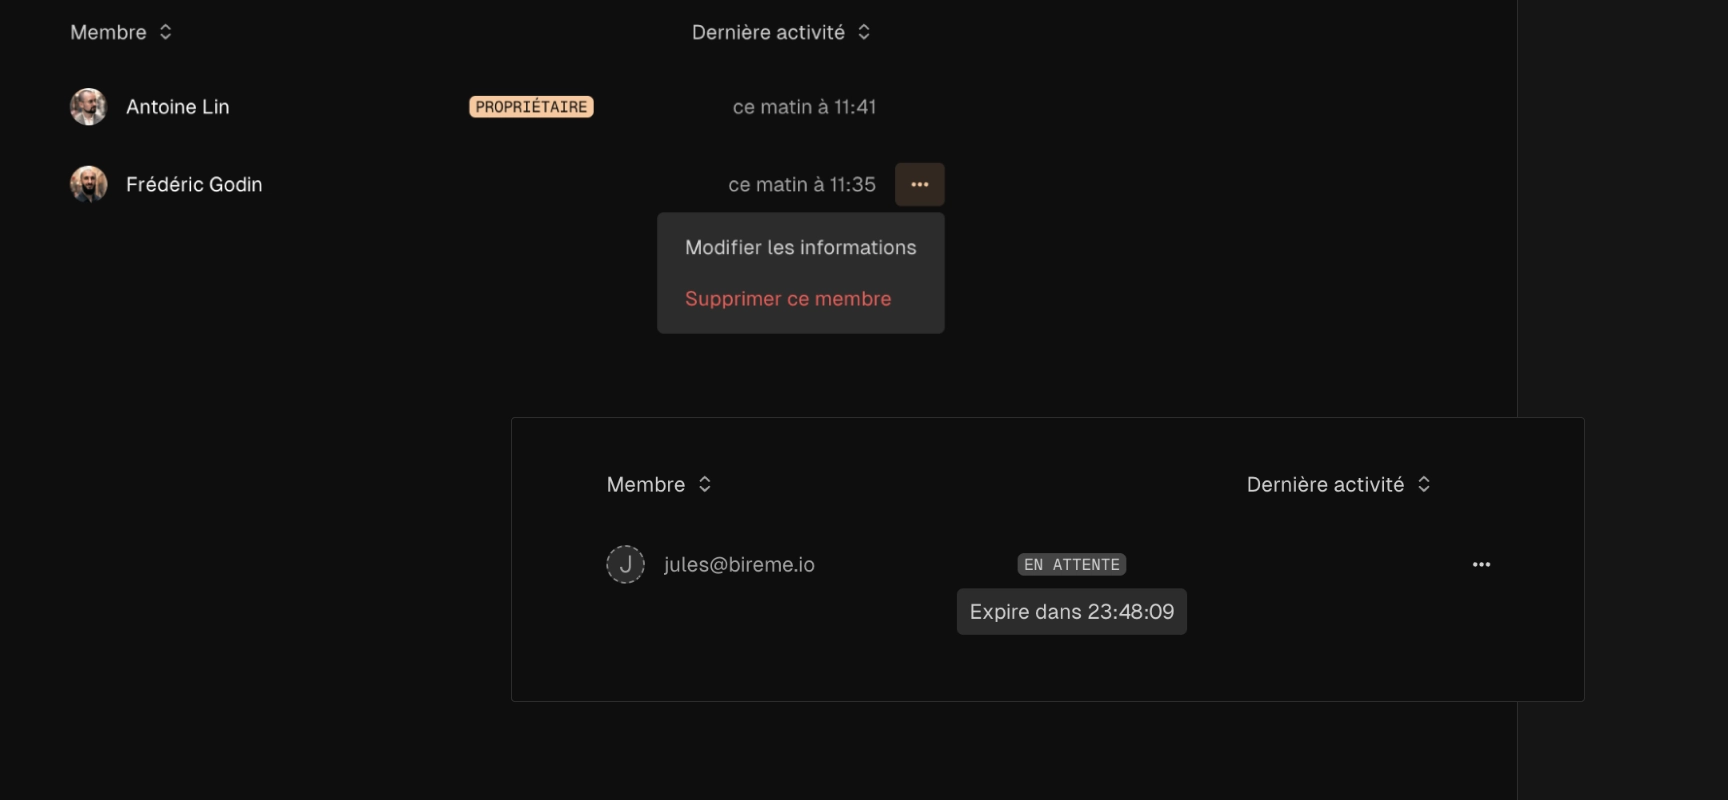 Membre
Dernière activité
Antoine Lin
PROPRIÉTAIRE
ce matin à 11:41
Frédéric Godin
ce matin à 11:35
Modifier les informations
Supprimer ce membre
Membre
Dernière activité
J
jules@bireme.io
EN ATTENTE
Expire dans 23:48:09